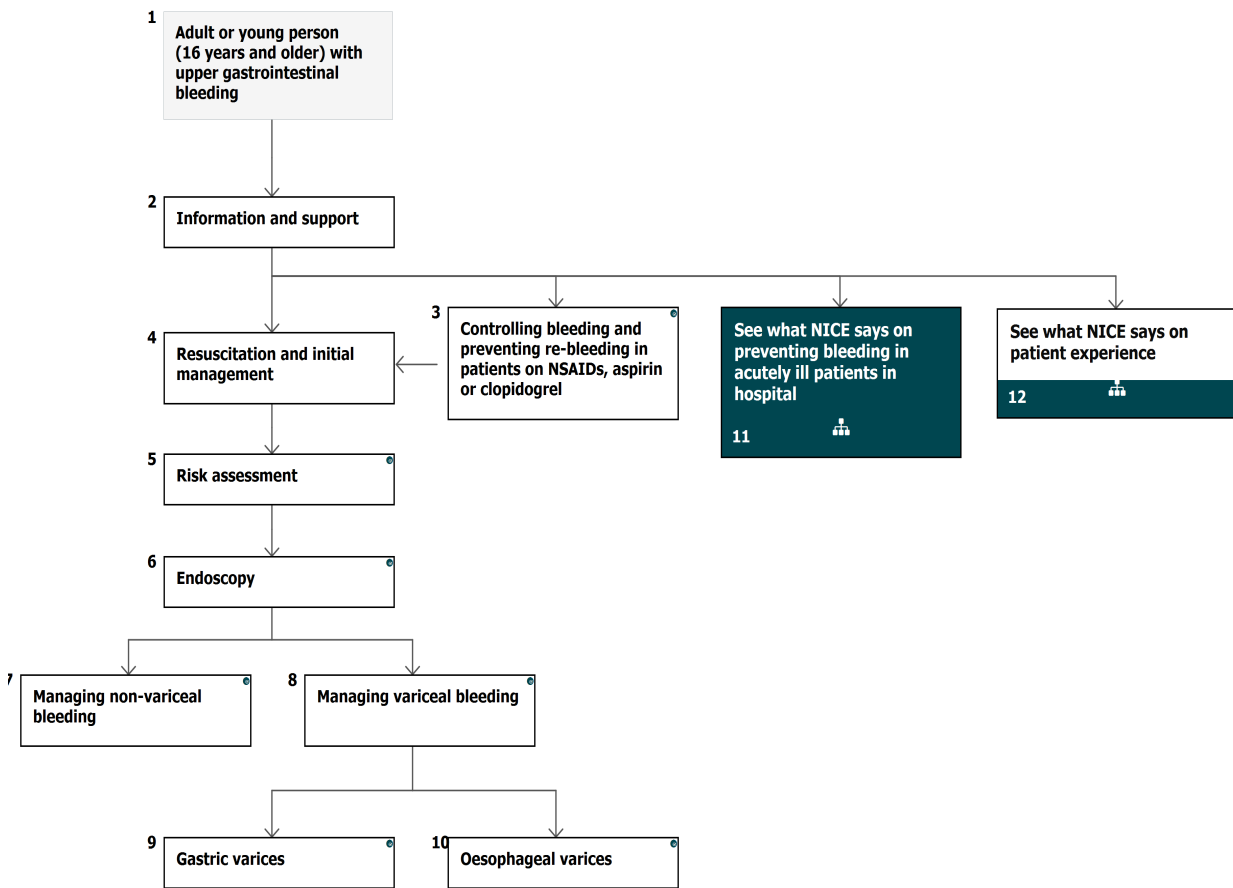 1
Adult or young person
(16 years and older) with
upper gastrointestinal
bleeding
2
Information and support
3
Controlling bleeding and
preventing re-bleeding in
patients on NSAIDs, aspirin
or clopidogrel
See what NICE says on
preventing bleeding in
acutely ill patients in
hospital
11
See what NICE says on
patient experience
12
4
Resuscitation and initial
management
5
Risk assessment
6
Endoscopy
7
Managing non-variceal
bleeding
8
Managing variceal bleeding
9
Gastric varices
10
Oesophageal varices